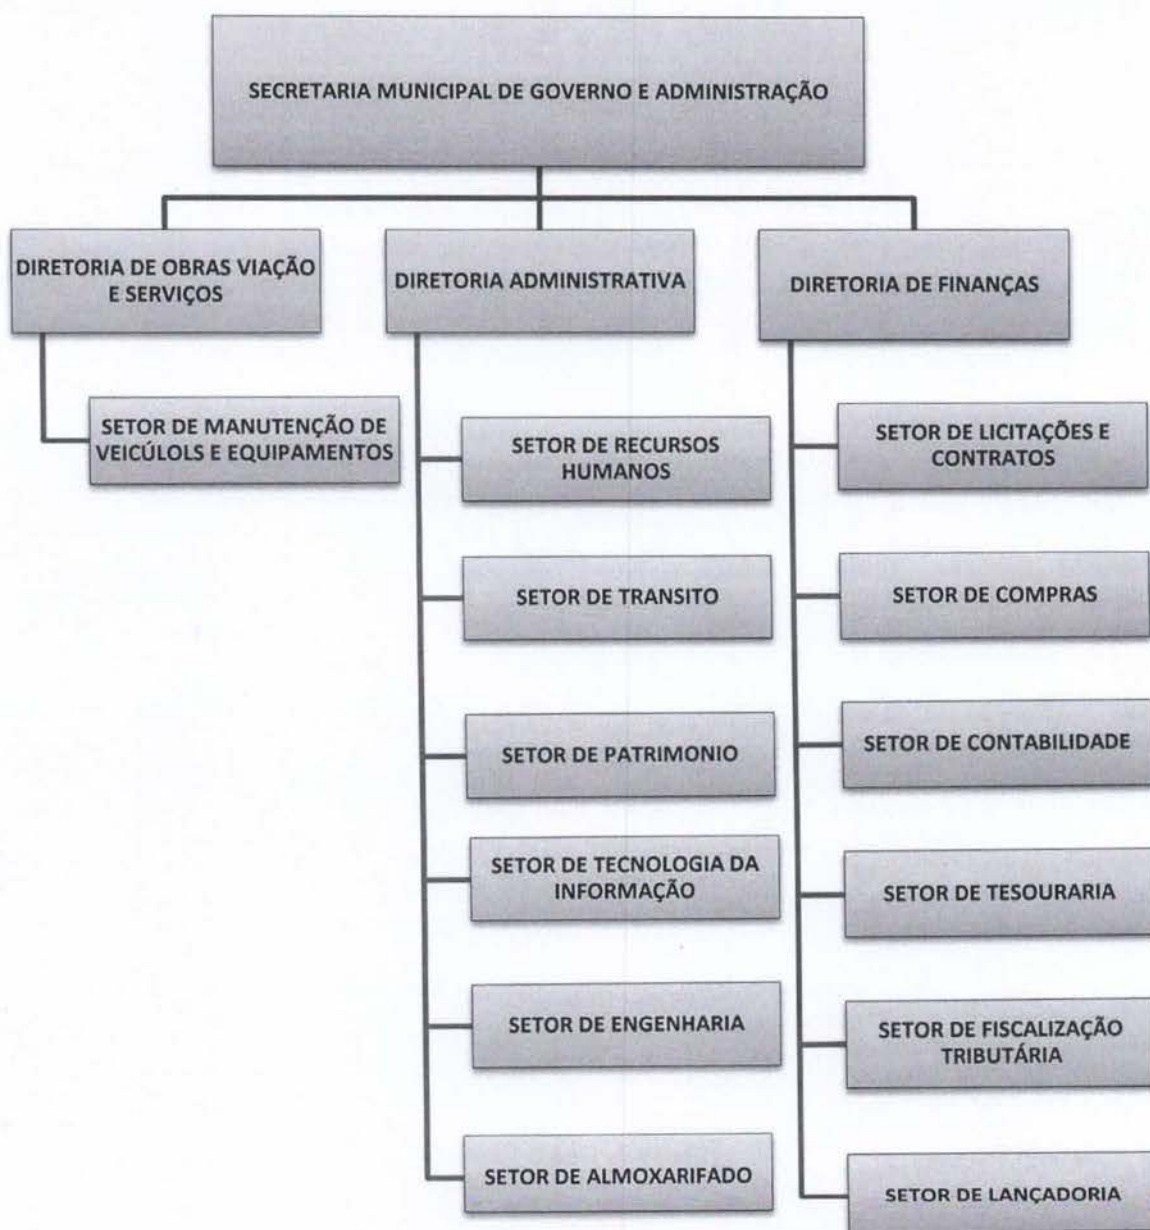 SECRETARIA MUNICIPAL DE GOVERNO E ADMINISTRAÇÃO
DIRETORIA DE OBRAS VIAÇÃO
E SERVIÇOS
SETOR DE MANUTENÇÃO DE
VEICÚLOLS E EQUIPAMENTOS
DIRETORIA ADMINISTRATIVA
SETOR DE RECURSOS
HUMANOS
SETOR DE TRANSITO
SETOR DE PATRIMONIO
SETOR DE TECNOLOGIA DA
INFORMAÇÃO
SETOR DE ENGENHARIA
SETOR DE ALMOXARIFADO
DIRETORIA DE FINANÇAS
SETOR DE LICITAÇÕES E
CONTRATOS
SETOR DE COMPRAS
SETOR DE CONTABILIDADE
SETOR DE TESOURARIA
SETOR DE FISCALIZAÇÃO
TRIBUTÁRIA
SETOR DE LANÇADORIA